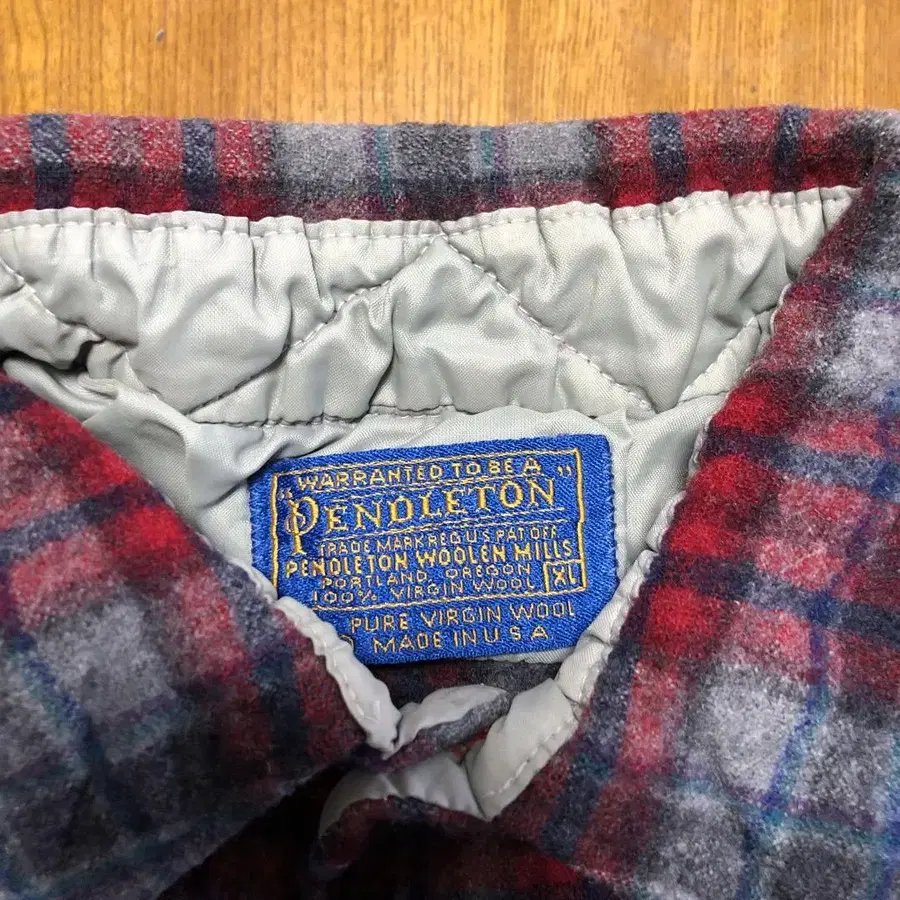 "WARRANTED TO BE A
PENDLETON"
TRADE MARK REG U.S. PAT. OFF.
PENDLETON WOOLEN MILLS
PORTLAND, OREGON
100% VIRGIN WOOL XL
PURE VIRGIN WOOL
MADE IN U S A